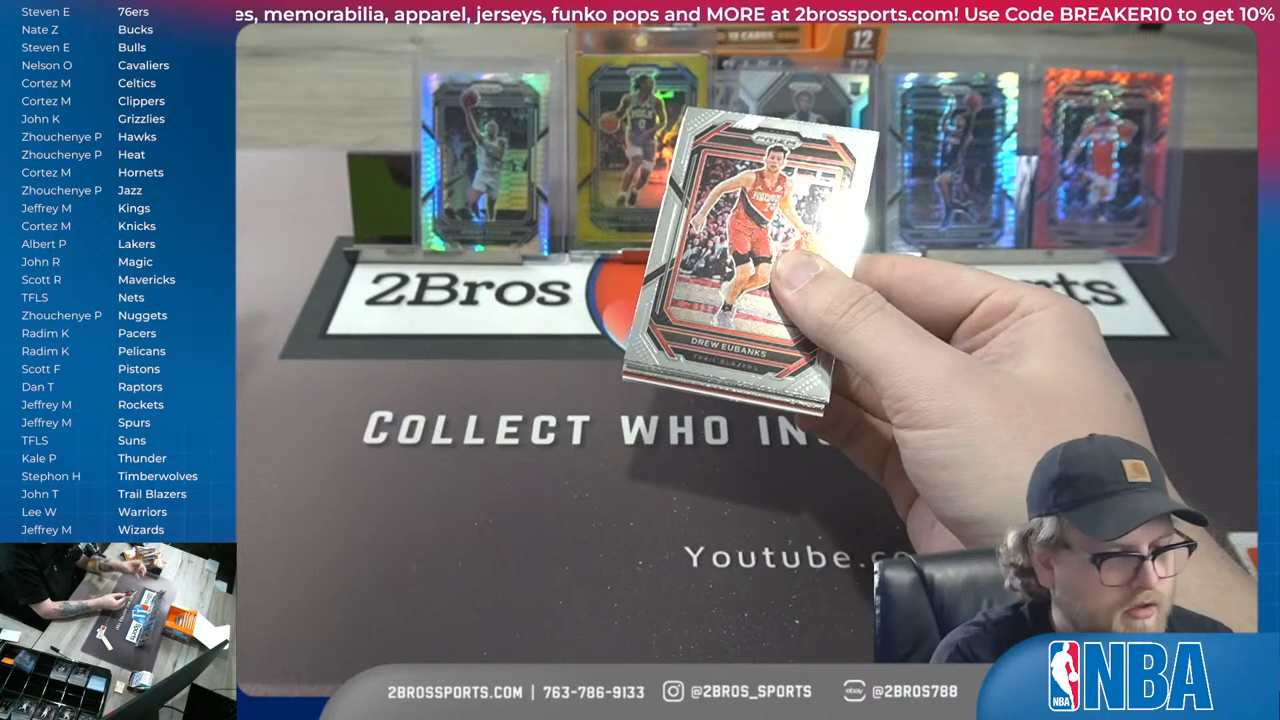 es, memorabilia, apparel, jerseys, funko pops and MORE at 2brossports.com! Use Code BREAKER10 to get 10%
Steven E 76ers
Nate Z Bucks
Steven E Bulls
Nelson O Cavaliers
Cortez M Celtics
Cortez M Clippers
John K Grizzlies
Zhouchenye P Hawks
Zhouchenye P Heat
Cortez M Hornets
Zhouchenye P Jazz
Jeffrey M Kings
Cortez M Knicks
Albert P Lakers
John R Magic
Scott R Mavericks
TFLS Nets
Zhouchenye P Nuggets
Radim K Pacers
Radim K Pelicans
Scott F Pistons
Dan T Raptors
Jeffrey M Rockets
Jeffrey M Spurs
TFLS Suns
Kale P Thunder
Stephon H Timberwolves
John T Trail Blazers
Lee W Warriors
Jeffrey M Wizards
12
PRIZM
DREW EUBANKS
TRAIL BLAZERS
2Bros
rts
COLLECT WHO IN
Youtube.co
2BROSSPORTS.COM | 763-786-9133 @2BROS_SPORTS ebay @2BROS788
NBA
NBA